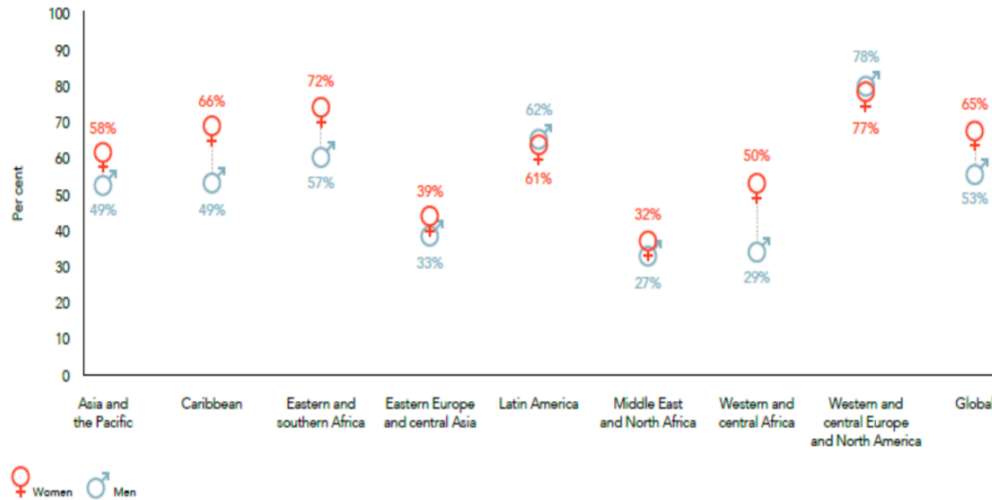 100
90
80
70
60
50
40
30
20
10
0
Per cent
58%
49%
66%
49%
72%
57%
39%
33%
62%
61%
32%
27%
50%
29%
78%
77%
65%
53%
Asia and
the Pacific
Caribbean
Eastern and
southern Africa
Eastern Europe
and central Asia
Latin America
Middle East
and North Africa
Western and
central Africa
Western and
central Europe
and North America
Global
Women
Men